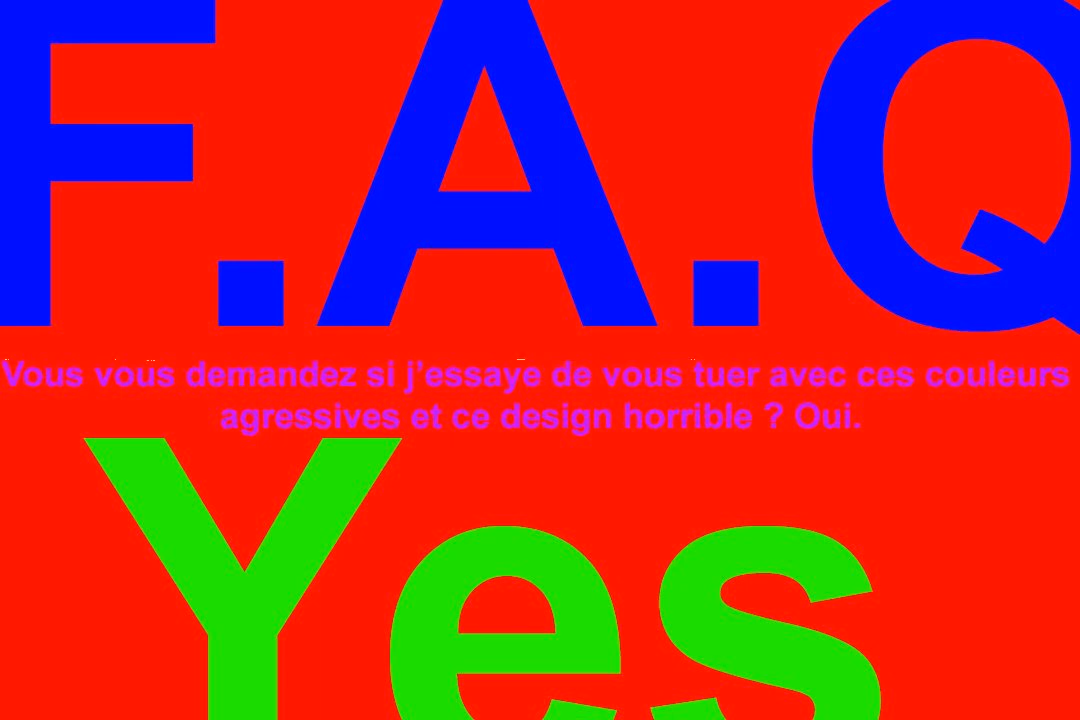 F.A.Q
Vous vous demandez si j'essaye de vous tuer avec ces couleurs
agressives et ce design horrible ? Oui.
Yes